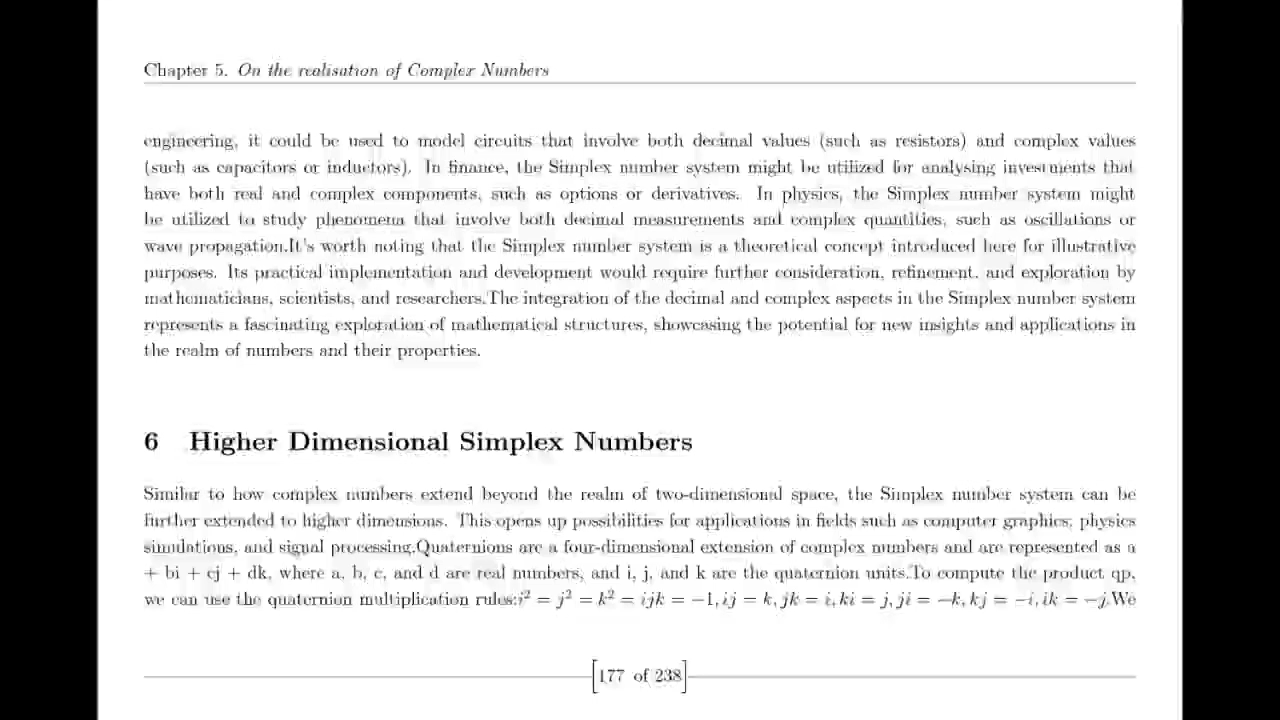 Chapter 5. On the realisation of Complex Numbers
engineering, it could be used to model circuits that involve both decimal values (such as resistors) and complex values
(such as capacitors or inductors). In finance, the Simplex number system might be utilized for analysing investments that
have both real and complex components, such as options or derivatives. In physics, the Simplex number system might
be utilized to study phenomena that involve both decimal measurements and complex quantities, such as oscillations or
wave propagation.It's worth noting that the Simplex number system is a theoretical concept introduced here for illustrative
purposes. Its practical implementation and development would require further consideration, refinement, and exploration by
mathematicians, scientists, and researchers.The integration of the decimal and complex aspects in the Simplex number system
represents a fascinating exploration of mathematical structures, showcasing the potential for new insights and applications in
the realm of numbers and their properties.
6 Higher Dimensional Simplex Numbers
Similar to how complex numbers extend beyond the realm of two-dimensional space, the Simplex number system can be
further extended to higher dimensions. This opens up possibilities for applications in fields such as computer graphics, physics
simulations, and signal processing.Quaternions are a four-dimensional extension of complex numbers and are represented as a
+ bi + cj + dk, where a, b, c, and d are real numbers, and i, j, and k are the quaternion units.To compute the product qp,
we can use the quaternion multiplication rules:i² = j² = k² = ijk = −1, ij = k, jk = i, ki = j, ji = −k, kj = −i, ik = −j.We
[177 of 238]